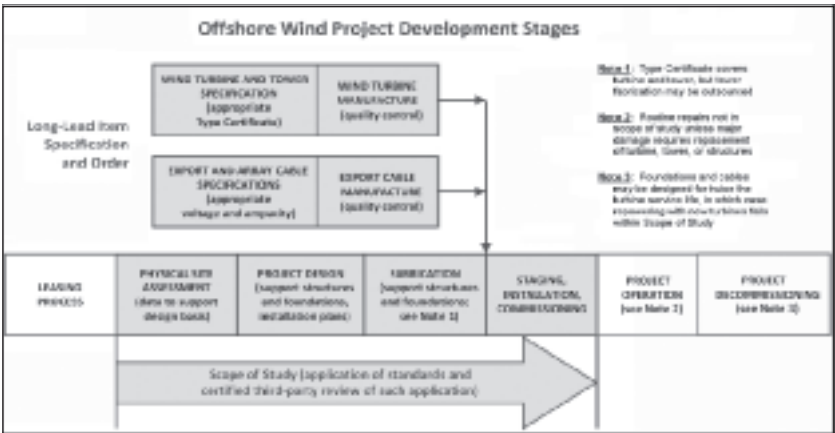 Offshore Wind Project Development Stages
Long-Lead Item
Specification
and Order
WIND TURBINE AND TOWER
SPECIFICATION
(appropriate
Type Certificate)
WIND TURBINE
MANUFACTURE
(quality control)
EXPORT AND ARRAY CABLE
SPECIFICATIONS
(appropriate
voltage and ampacity)
EXPORT CABLE
MANUFACTURE
(quality control)
Note 1: Type Certificate covers
turbine and tower, but tower
fabrication may be outsourced
Note 2: Routine repairs not in
scope of study unless major
damage requires replacement
of turbine, tower, or structures
Note 3: Foundations and cables
may be designed for twice the
turbine service life, in which case
repowering with new turbines falls
within Scope of Study
LEASING
PROCESS
PHYSICAL SITE
ASSESSMENT
(data to support
design basis)
PROJECT DESIGN
(support structures
and foundations,
installation plans)
FABRICATION
(support structures
and foundations;
see Note 1)
STAGING,
INSTALLATION,
COMMISSIONING
PROJECT
OPERATION
(see Note 2)
PROJECT
DECOMMISSIONING
(see Note 3)
Scope of Study (application of standards and
certified third-party review of such application)